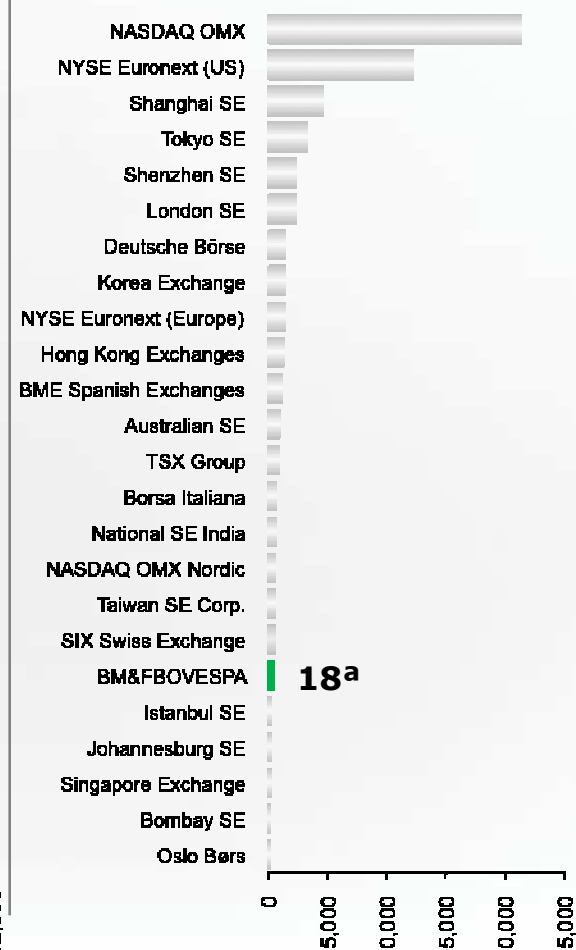 NASDAQ OMX
NYSE Euronext (US)
Shanghai SE
Tokyo SE
Shenzhen SE
London SE
Deutsche Börse
Korea Exchange
NYSE Euronext (Europe)
Hong Kong Exchanges
BME Spanish Exchanges
Australian SE
TSX Group
Borsa Italiana
National SE India
NASDAQ OMX Nordic
Taiwan SE Corp.
SIX Swiss Exchange
BM&FBOVESPA 18ª
Istanbul SE
Johannesburg SE
Singapore Exchange
Bombay SE
Oslo Børs
0 5,000 0,000 5,000 0,000 5,000